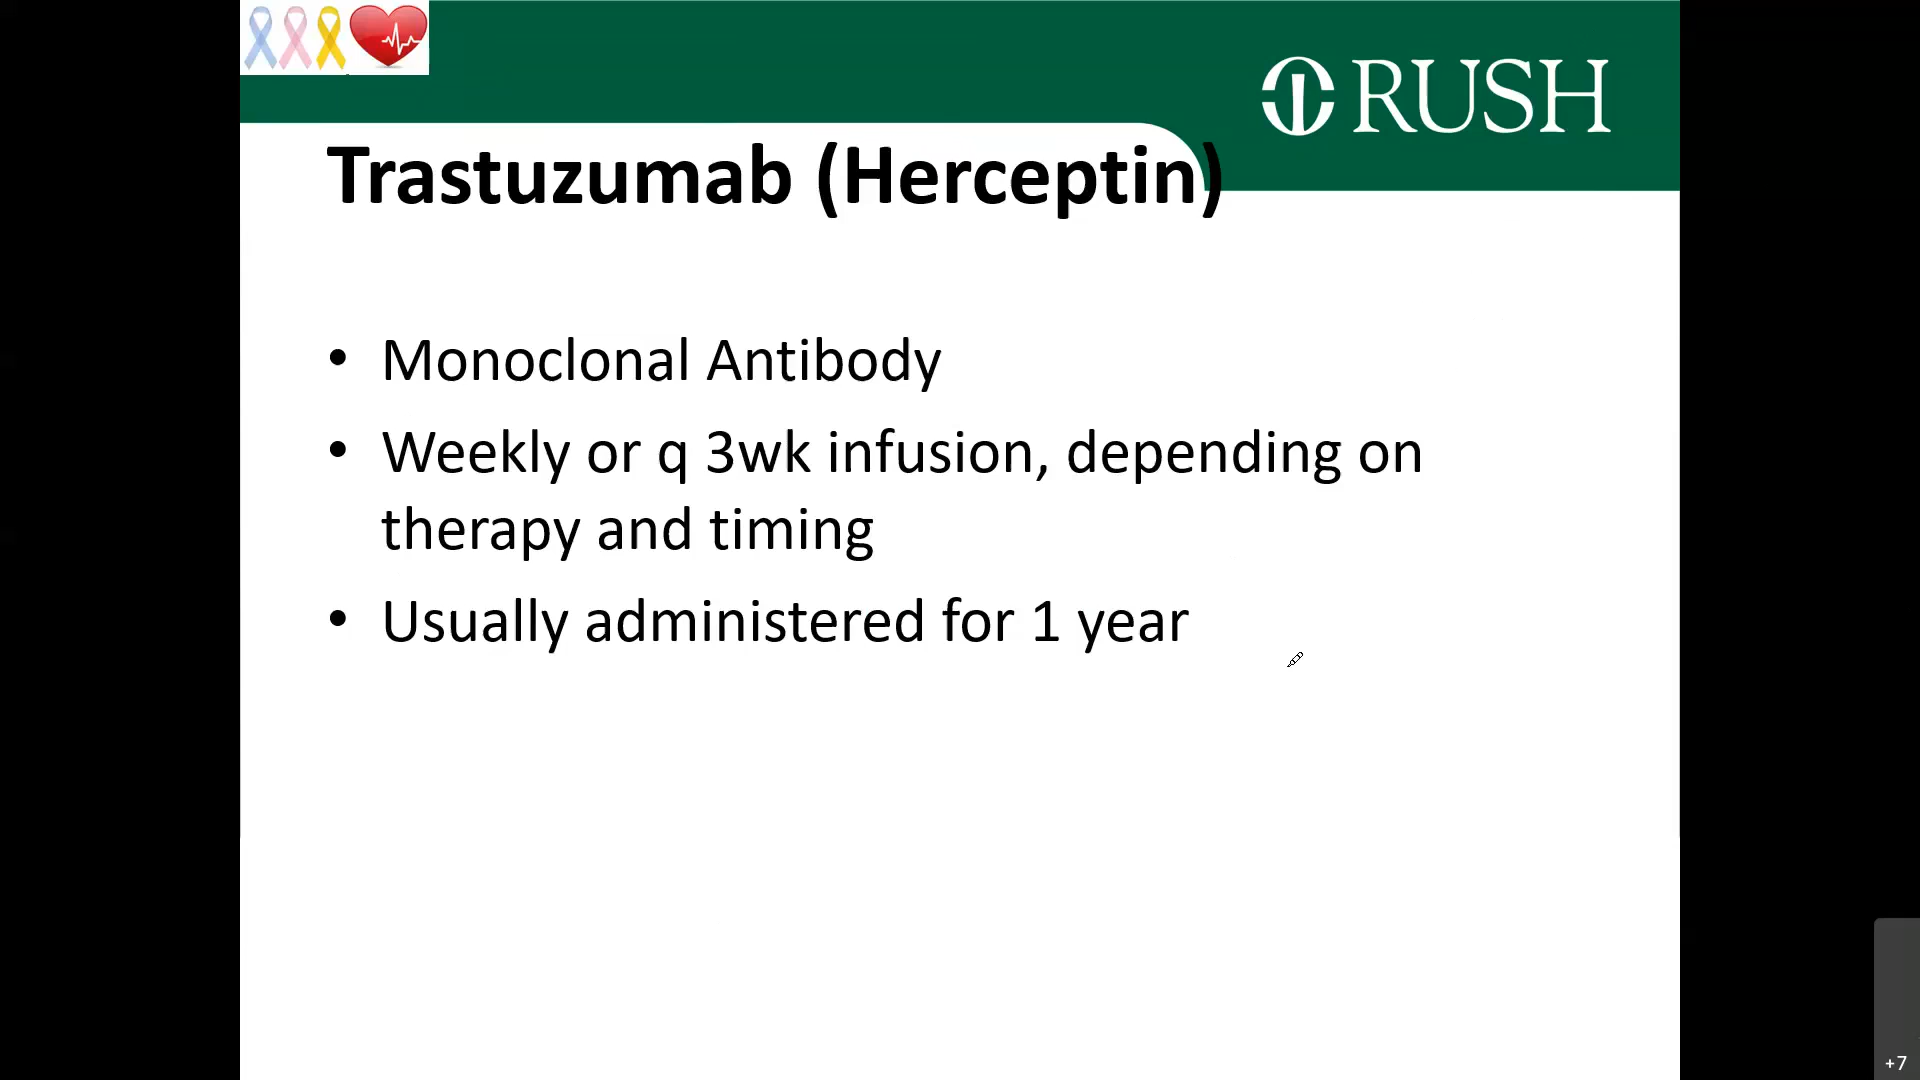 RUSH
Trastuzumab (Herceptin)
• Monoclonal Antibody
• Weekly or q 3wk infusion, depending on
therapy and timing
• Usually administered for 1 year
+7